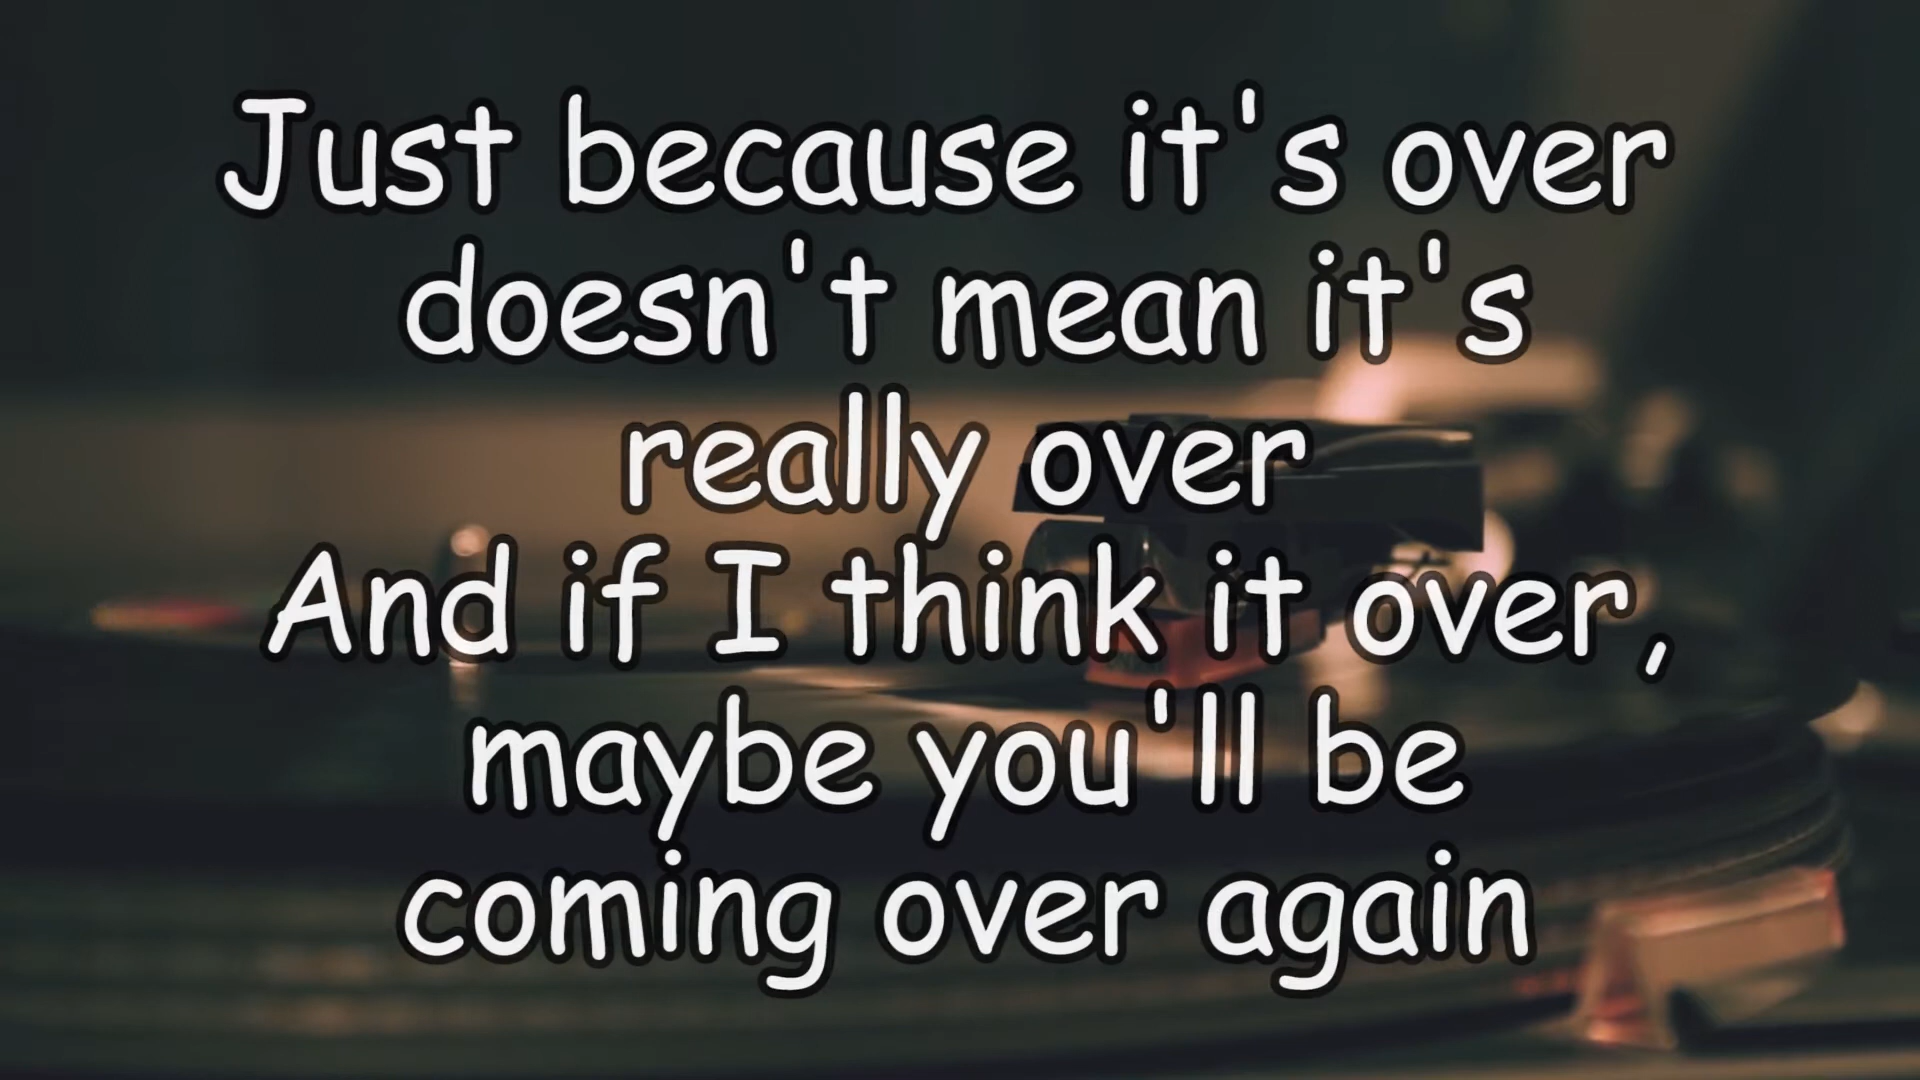 Just because it's over
doesn't mean it's
really over
And if I think it over,
maybe you'll be
coming over again